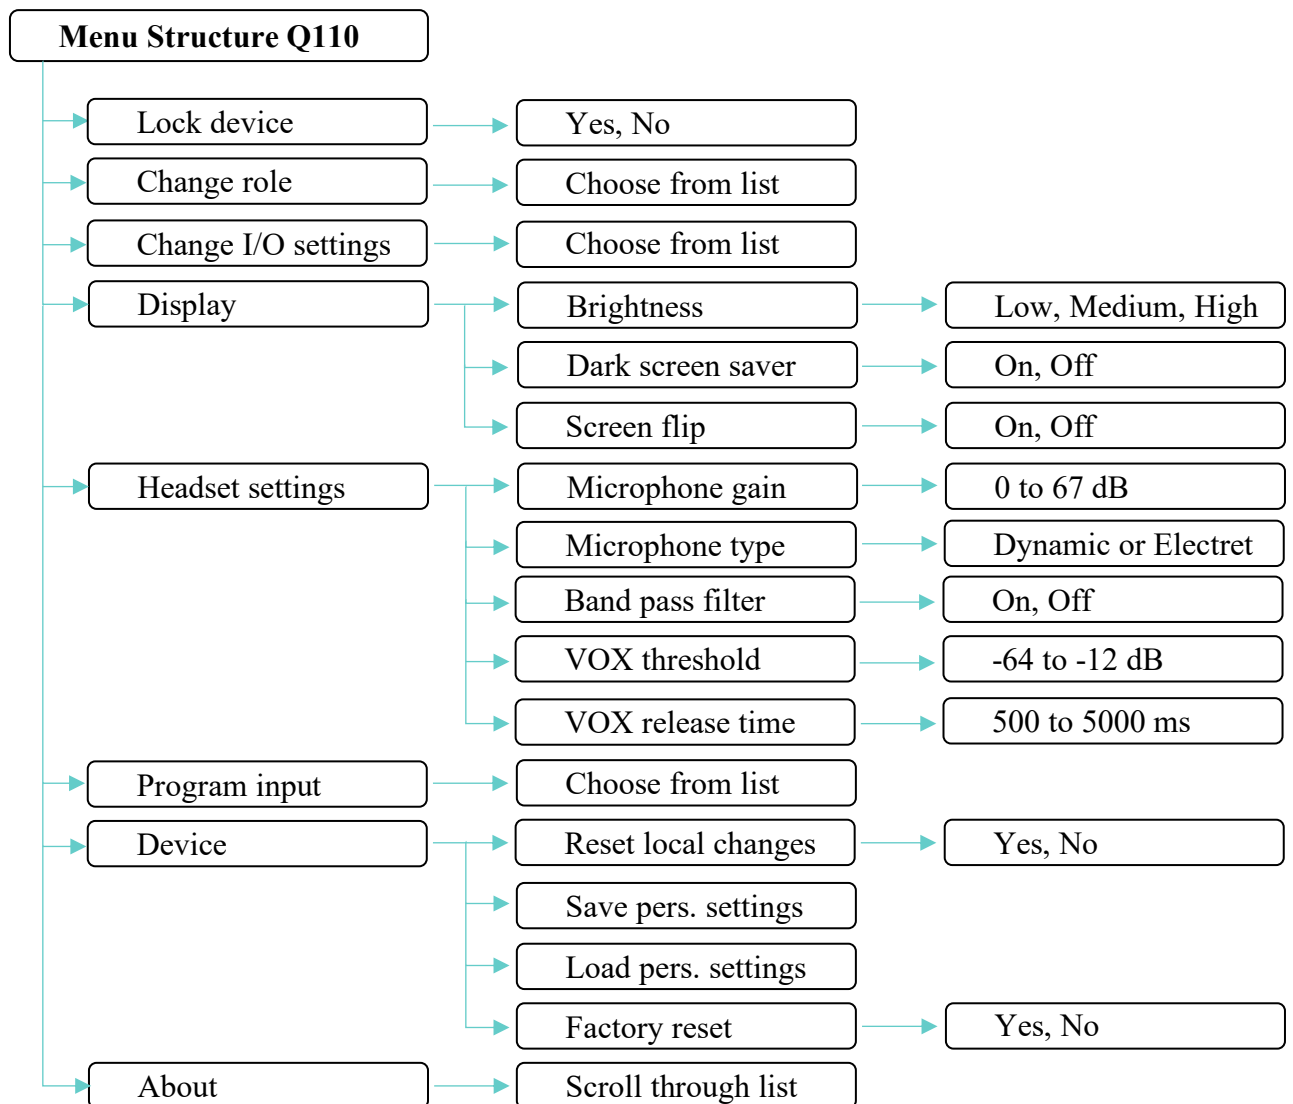 Menu Structure Q110
Lock device
Yes, No
Change role
Choose from list
Change I/O settings
Choose from list
Display
Brightness
Low, Medium, High
Dark screen saver
On, Off
Screen flip
On, Off
Headset settings
Microphone gain
0 to 67 dB
Microphone type
Dynamic or Electret
Band pass filter
On, Off
VOX threshold
-64 to -12 dB
VOX release time
500 to 5000 ms
Program input
Choose from list
Device
Reset local changes
Yes, No
Save pers. settings
Load pers. settings
Factory reset
Yes, No
About
Scroll through list